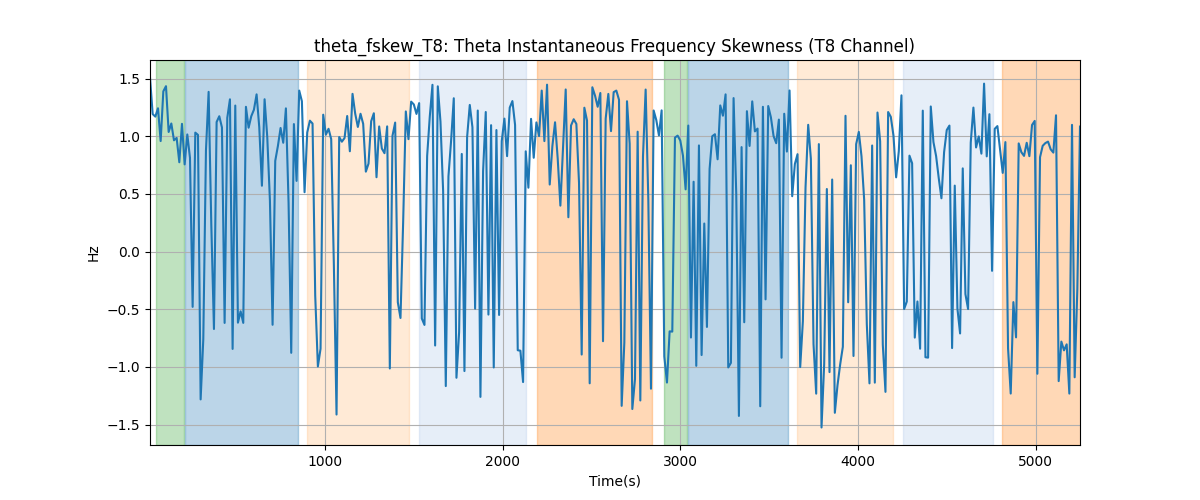 theta_fskew_T8: Theta Instantaneous Frequency Skewness (T8 Channel)
1.5
1.0
0.5
0.0
−0.5
−1.0
−1.5
Hz
1000 2000 3000 4000 5000
Time(s)